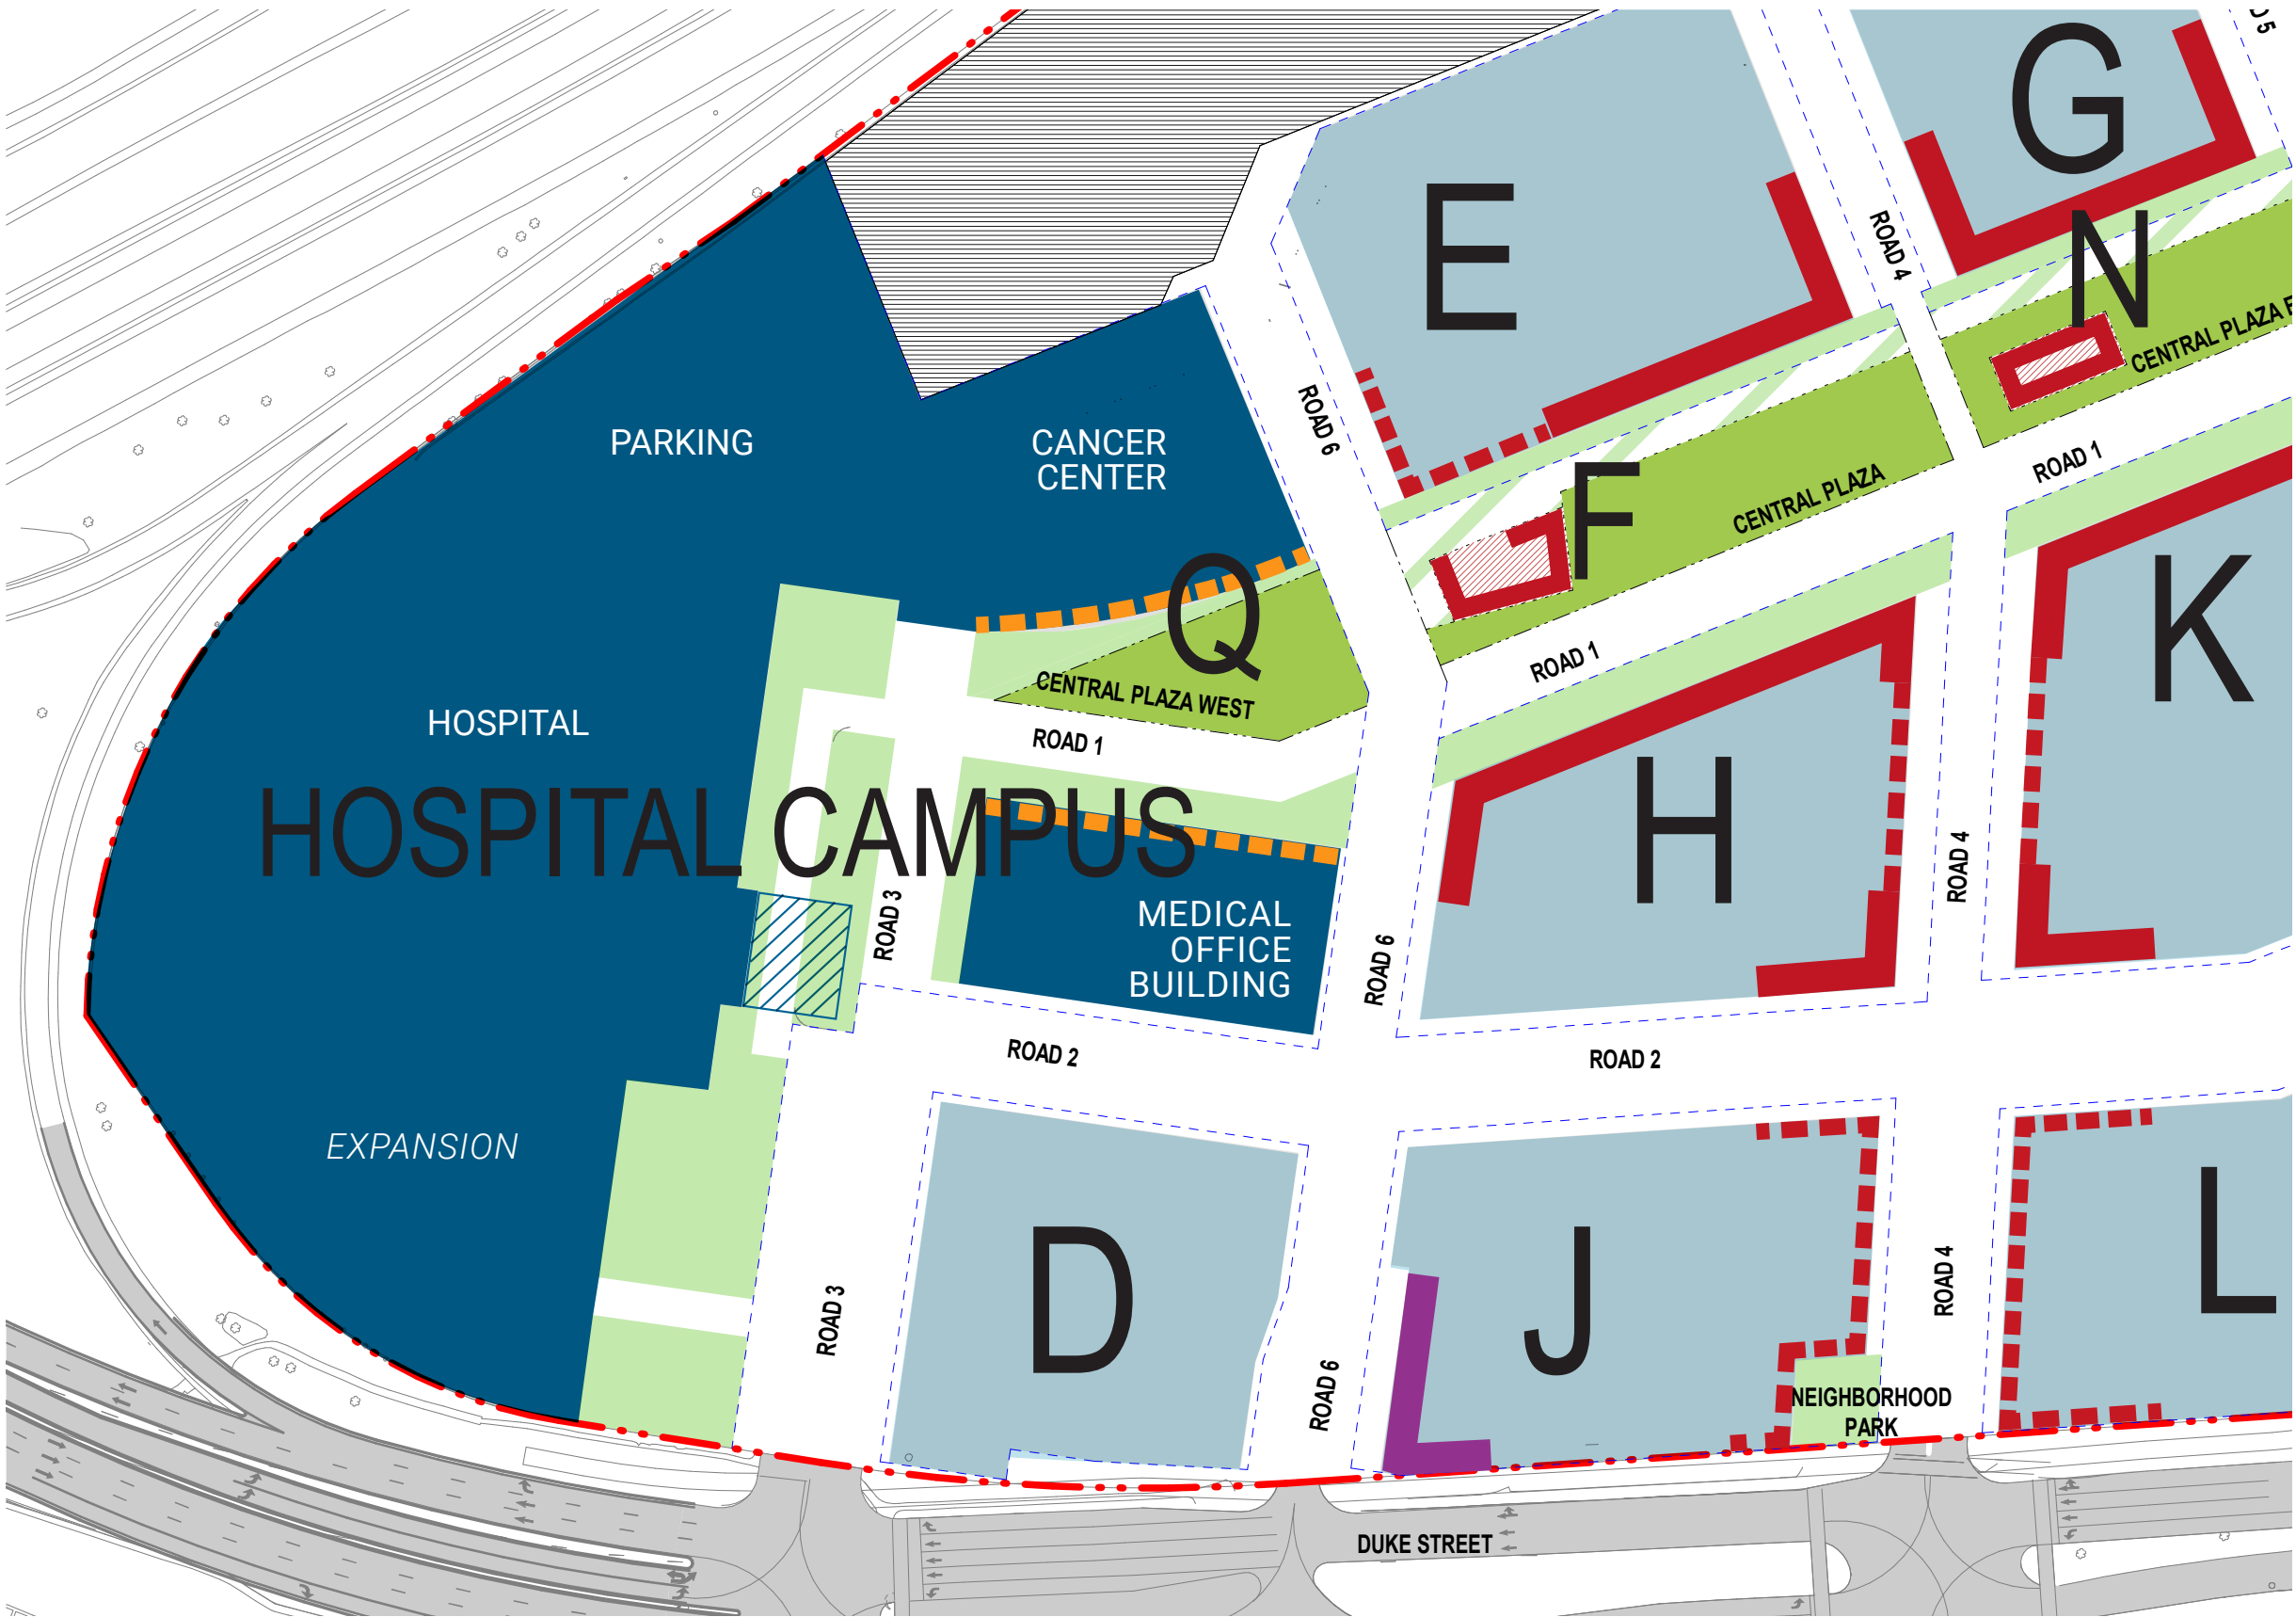 D 5
G
E
N
ROAD 4
CENTRAL PLAZA E
ROAD 6
PARKING
CANCER
CENTER
F
CENTRAL PLAZA
ROAD 1
K
Q
ROAD 1
CENTRAL PLAZA WEST
HOSPITAL
ROAD 1
HOSPITAL CAMPUS
H
ROAD 4
ROAD 3
MEDICAL
OFFICE
BUILDING
ROAD 6
ROAD 2
ROAD 2
EXPANSION
D
J
L
ROAD 3
ROAD 4
ROAD 6
NEIGHBORHOOD
PARK
DUKE STREET